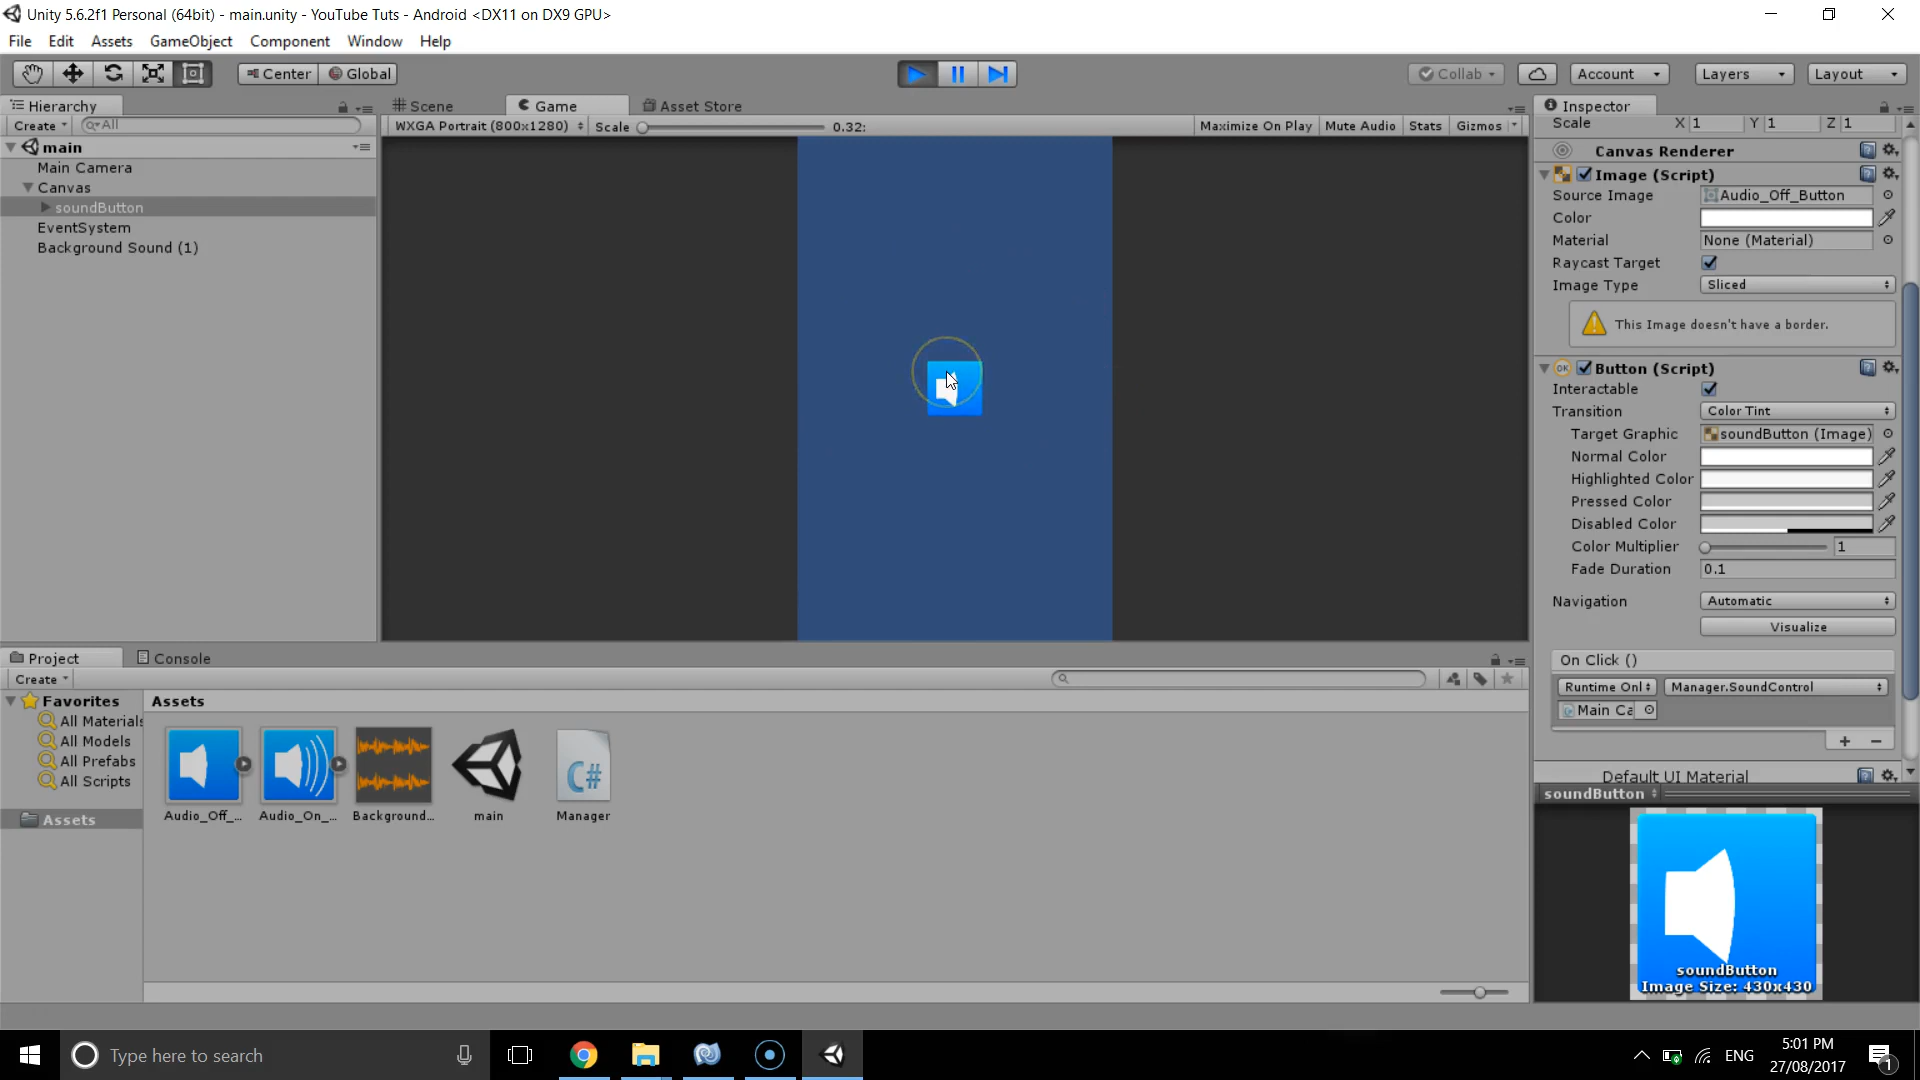 Unity 5.6.2f1 Personal (64bit) - main.unity - YouTube Tuts - Android <DX11 on DX9 GPU>
File Edit Assets GameObject Component Window Help
Center Global Collab Account Layers Layout
Hierarchy
Create All
main
Main Camera
Canvas
soundButton
EventSystem
Background Sound (1)
Scene Game Asset Store
WXGA Portrait (800x1280) Scale 0.32: Maximize On Play Mute Audio Stats Gizmos
Inspector
Scale X 1 Y 1 Z 1
Canvas Renderer
Image (Script)
Source Image Audio_Off_Button
Color
Material None (Material)
Raycast Target
Image Type Sliced
This Image doesn't have a border.
OK Button (Script)
Interactable
Transition Color Tint
Target Graphic soundButton (Image)
Normal Color
Highlighted Color
Pressed Color
Disabled Color
Color Multiplier 1
Fade Duration 0.1
Navigation Automatic
Visualize
On Click ()
Runtime Onl Manager.SoundControl
Main Ca
+ −
Default UI Material
soundButton
soundButton
Image Size: 430x430
Project Console
Create
Favorites
All Materials
All Models
All Prefabs
All Scripts
Assets
Assets
C#
Audio_Off_... Audio_On_... Background... main Manager
Type here to search
ENG
5:01 PM
27/08/2017
1